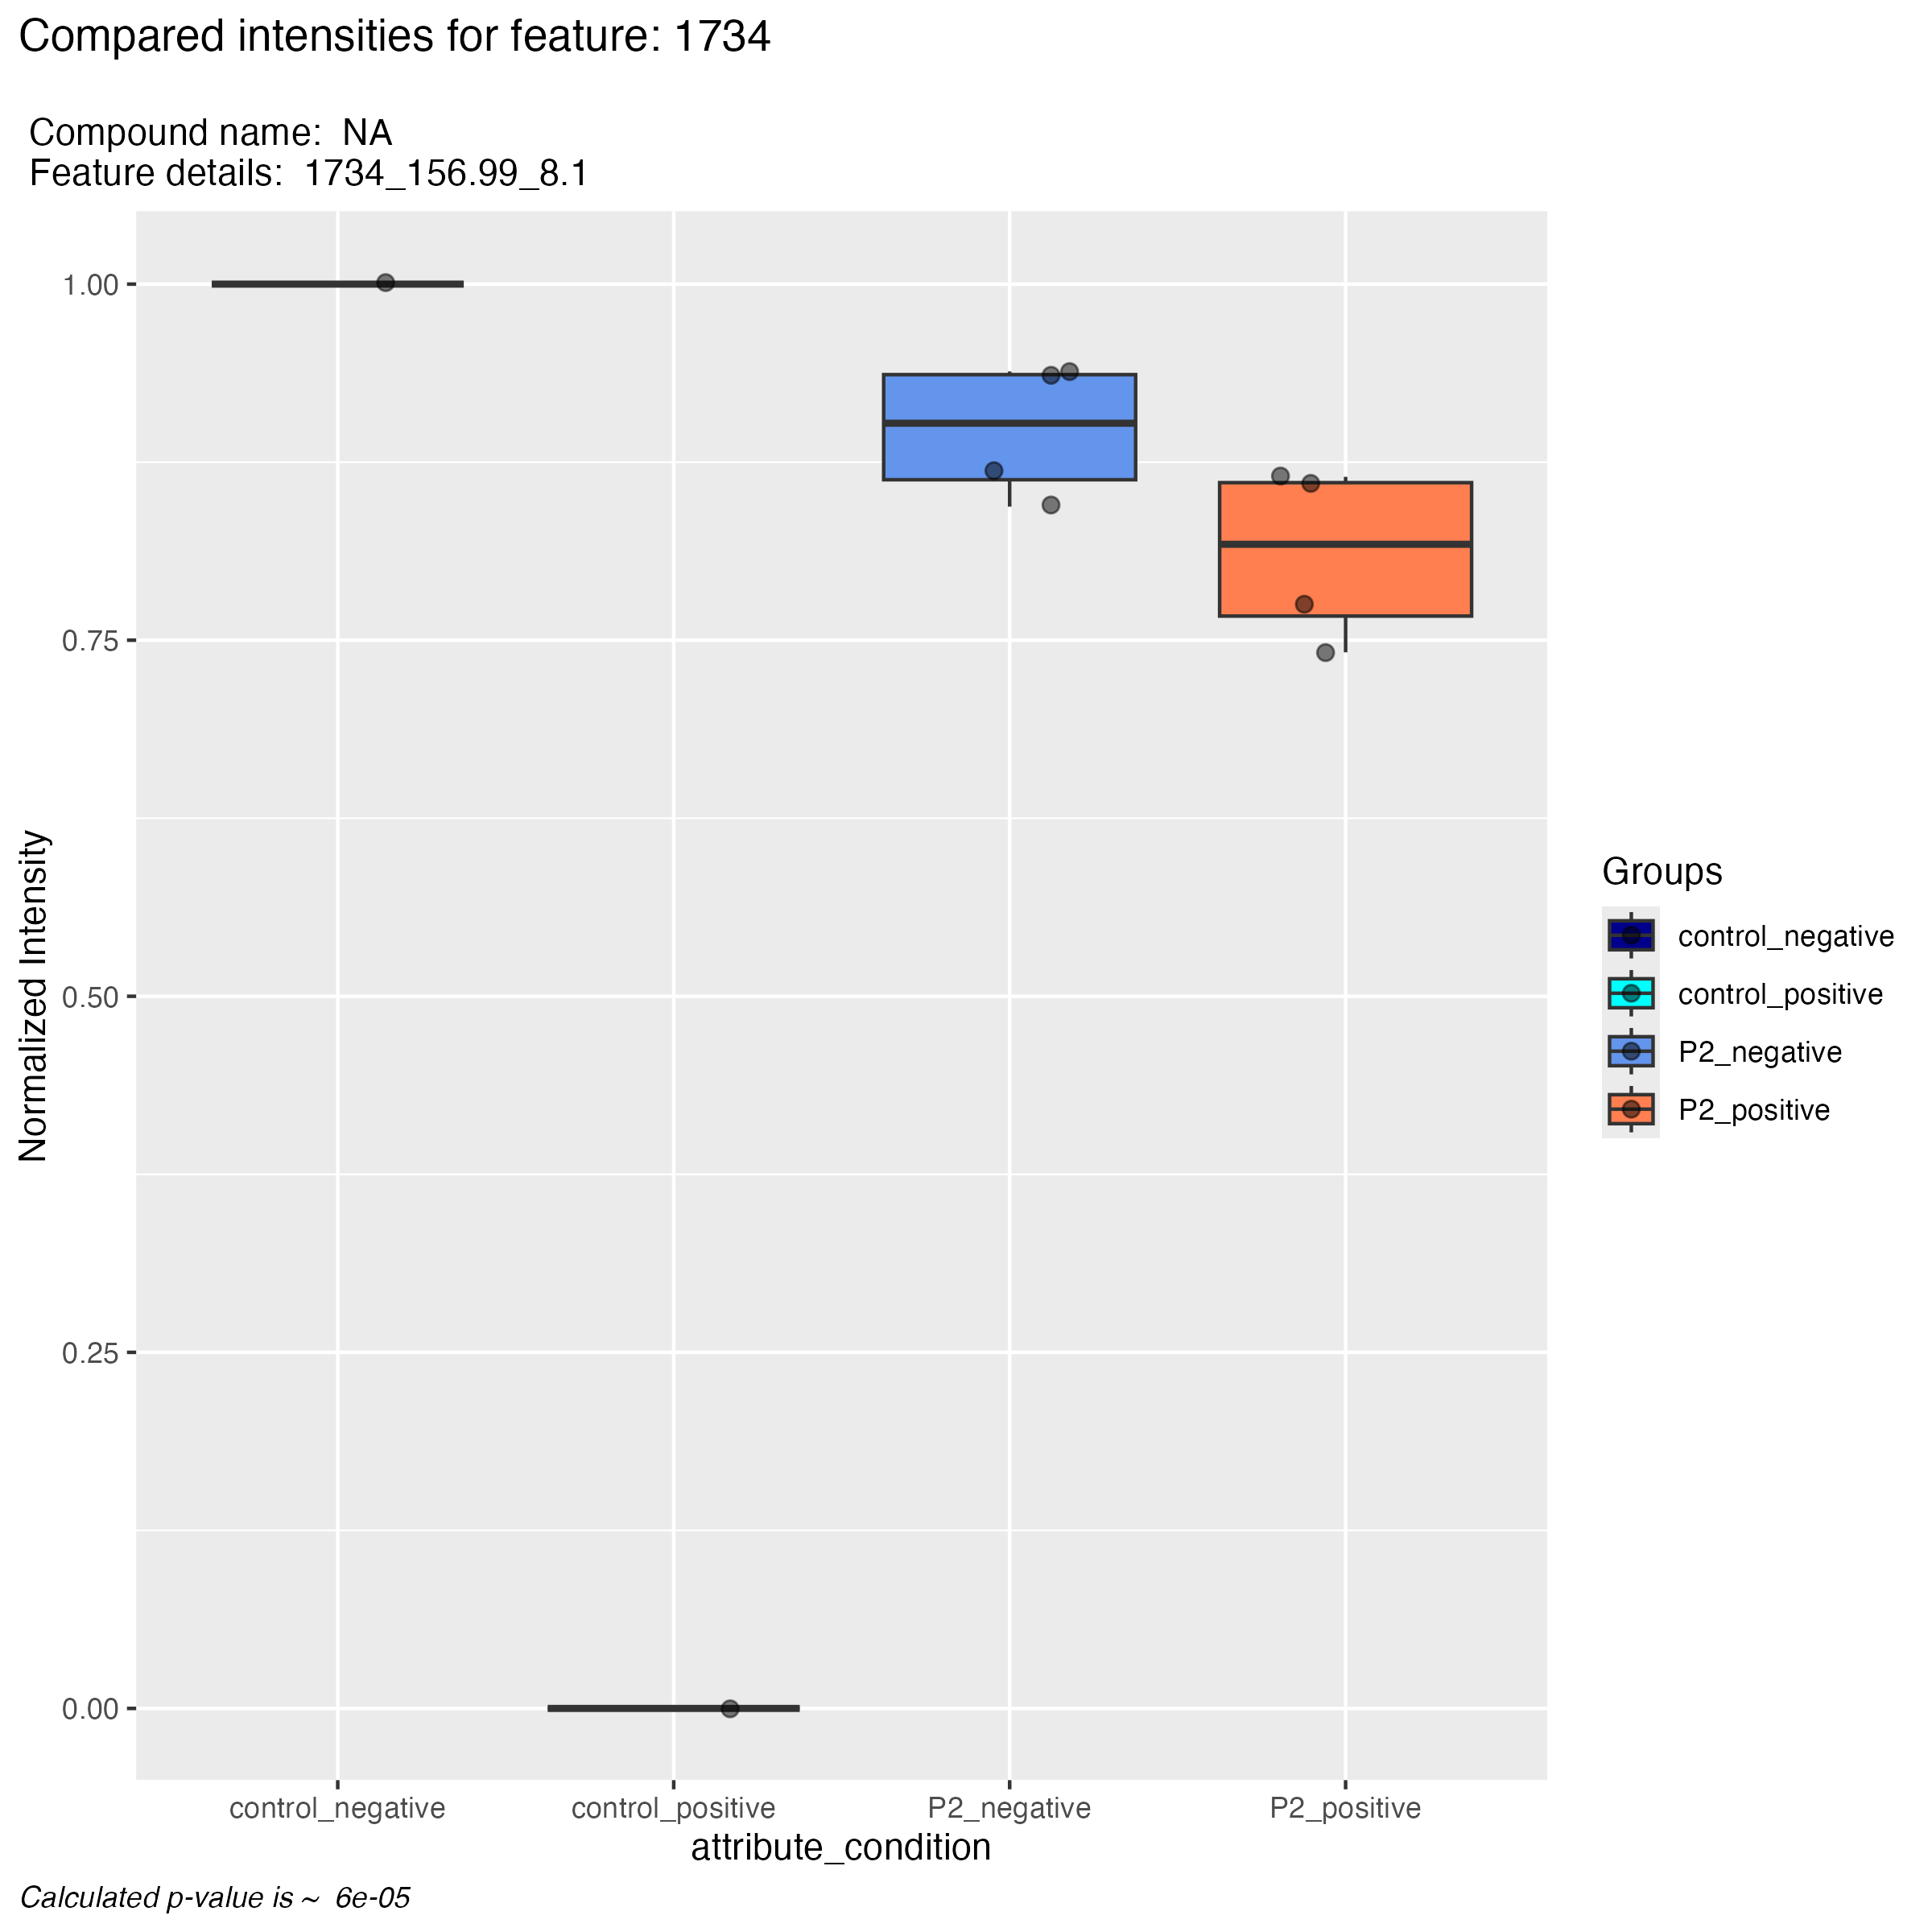 Compared intensities for feature: 1734
Compound name:  NA
Feature details:  1734_156.99_8.1
Normalized Intensity
1.00
0.75
0.50
0.25
0.00
control_negative
control_positive
P2_negative
P2_positive
attribute_condition
Groups
control_negative
control_positive
P2_negative
P2_positive
Calculated p-value is ~  6e-05